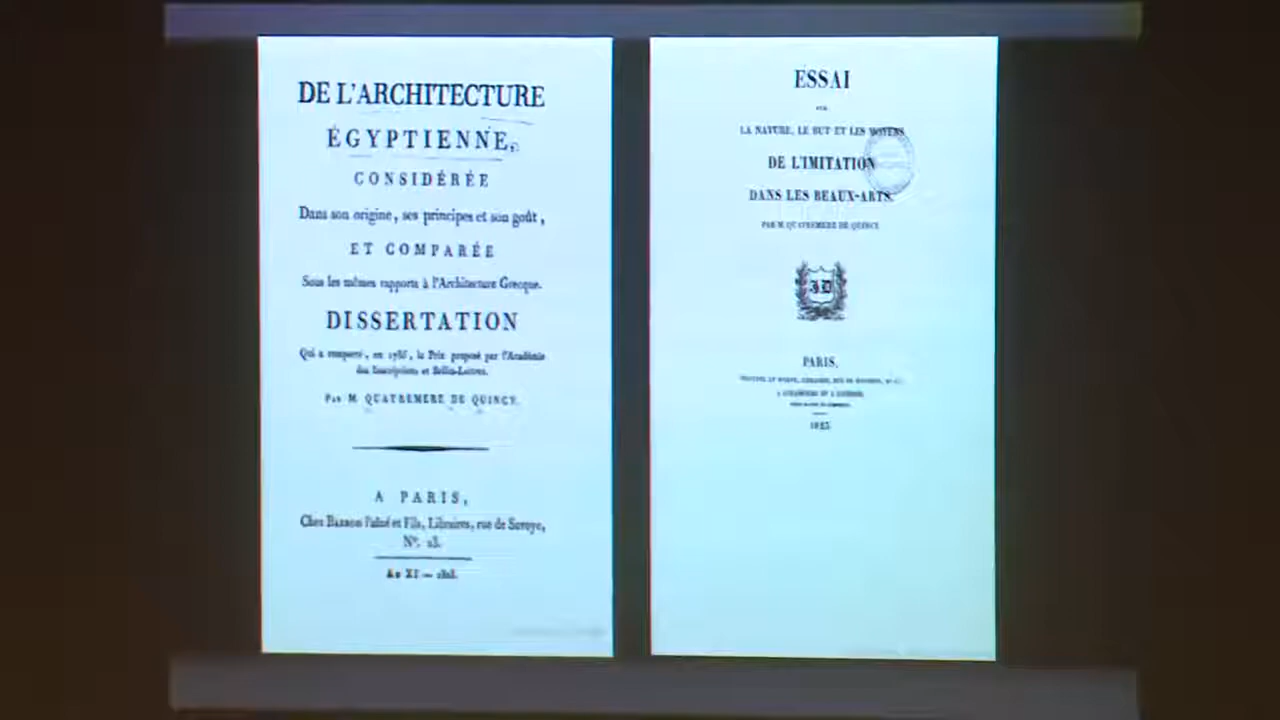 DE L'ARCHITECTURE
ÉGYPTIENNE,
CONSIDÉRÉE
Dans son origine, ses principes et son goût,
ET COMPARÉE
Sous les mêmes rapports à l'Architecture Grecque.
DISSERTATION
Qui a remporté, en 1785, le Prix proposé par l'Académie
des Inscriptions et Belles-Lettres.
PAR M. QUATREMERE DE QUINCY.
A PARIS,
Chez Barrois l'aîné et Fils, Libraires, rue de Savoye,
N°. 23.
An XI — 1803.
ESSAI
SUR
LA NATURE, LE BUT ET LES MOYENS
DE L'IMITATION
DANS LES BEAUX-ARTS.
PAR M. QUATREMERE DE QUINCY
J.D
PARIS,
1823